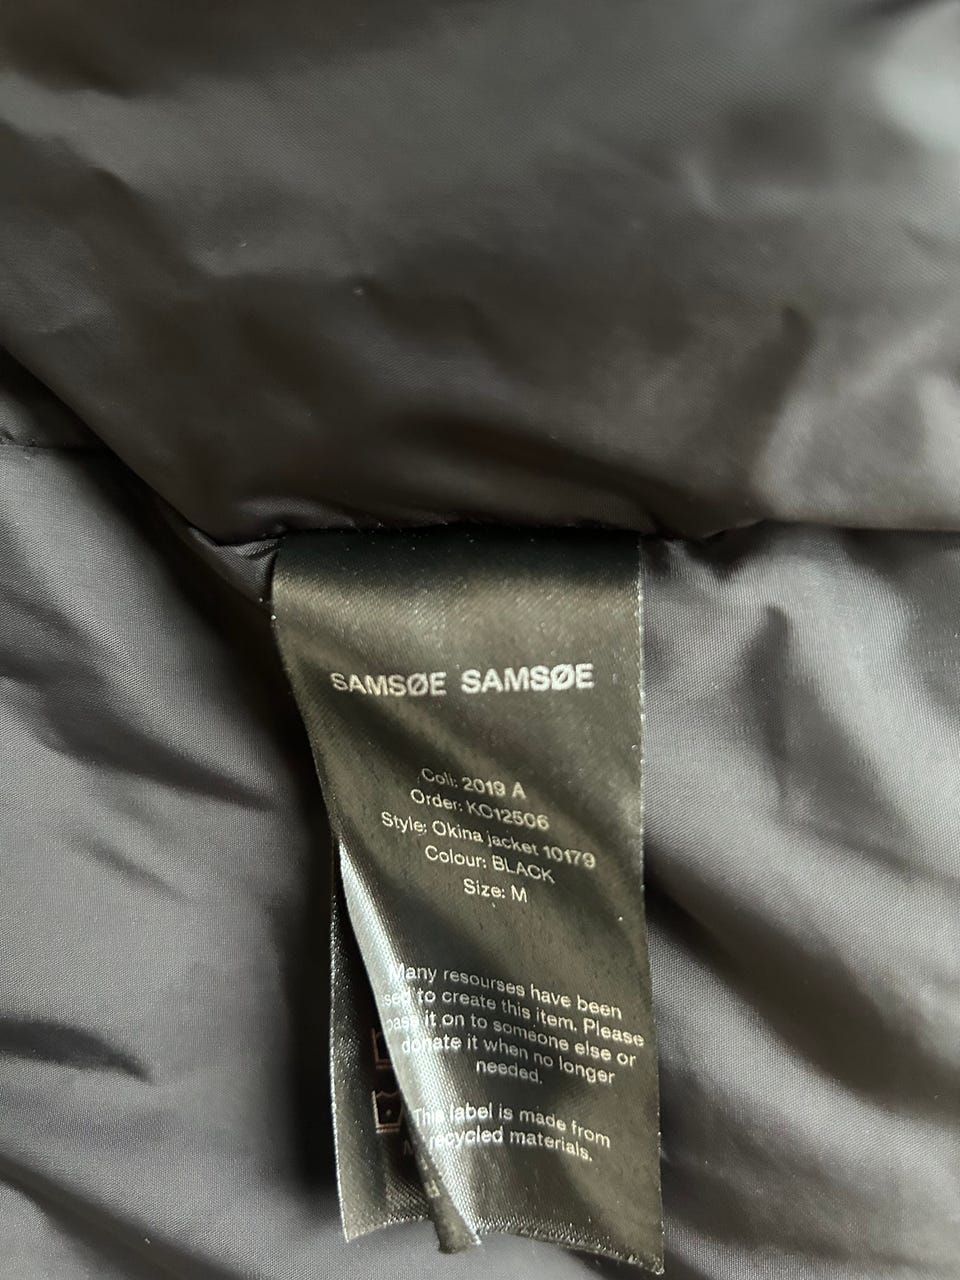 SAMSØE SAMSØE
Coll: 2019 A
Order: KO12506
Style: Okina jacket 10179
Colour: BLACK
Size: M
Many resourses have been
used to create this item. Please
pass it on to someone else or
donate it when no longer
needed.
This label is made from
recycled materials.